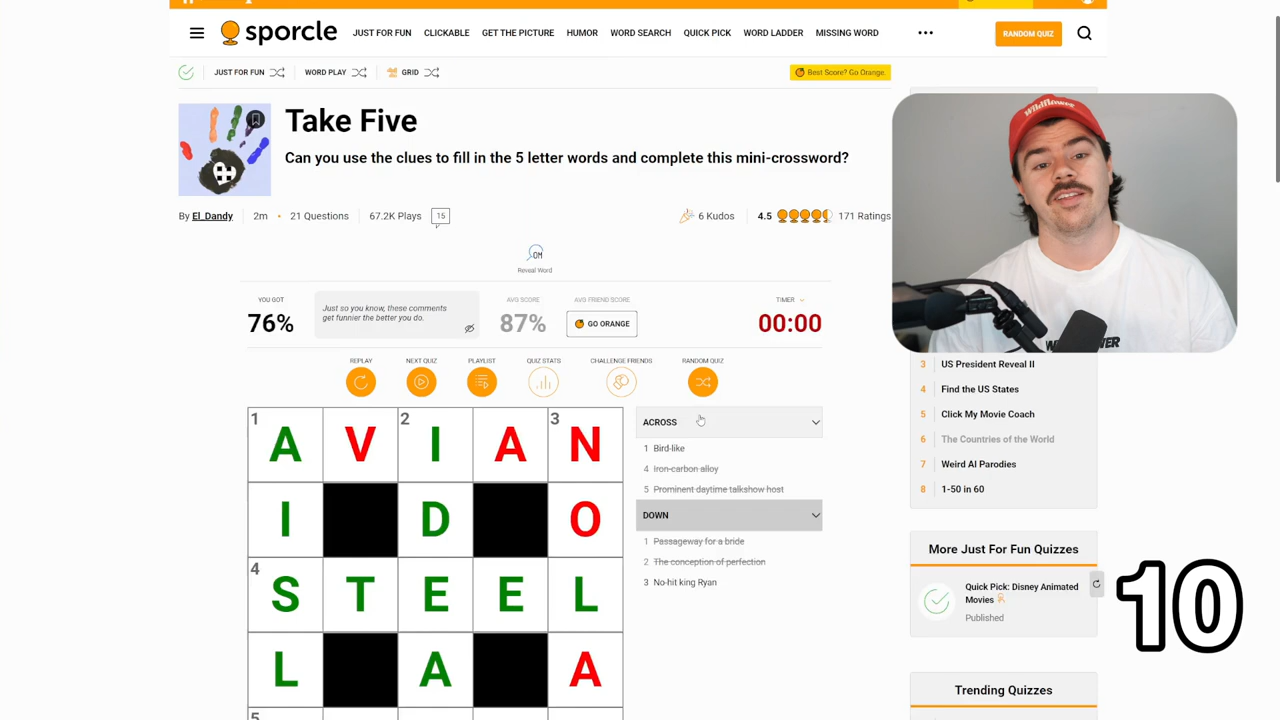 sporcle
JUST FOR FUN CLICKABLE GET THE PICTURE HUMOR WORD SEARCH QUICK PICK WORD LADDER MISSING WORD
RANDOM QUIZ
JUST FOR FUN WORD PLAY GRID
Best Score? Go Orange.
Take Five
Can you use the clues to fill in the 5 letter words and complete this mini-crossword?
By El_Dandy 2m 21 Questions 67.2K Plays 15
6 Kudos 4.5 171 Ratings
OM
Reveal Word
YOU GOT
76%
Just so you know, these comments
get funnier the better you do.
AVG SCORE
87%
AVG FRIEND SCORE
GO ORANGE
TIMER
00:00
REPLAY NEXT QUIZ PLAYLIST QUIZ STATS CHALLENGE FRIENDS RANDOM QUIZ
1 A V 2 I A 3 N
I D O
4 S T E E L
L A A
5
ACROSS
1 Bird-like
4 Iron-carbon alloy
5 Prominent daytime talkshow host
DOWN
1 Passageway for a bride
2 The conception of perfection
3 No-hit king Ryan
3 US President Reveal II
4 Find the US States
5 Click My Movie Coach
6 The Countries of the World
7 Weird Al Parodies
8 1-50 in 60
More Just For Fun Quizzes
Quick Pick: Disney Animated
Movies
Published
Trending Quizzes
10